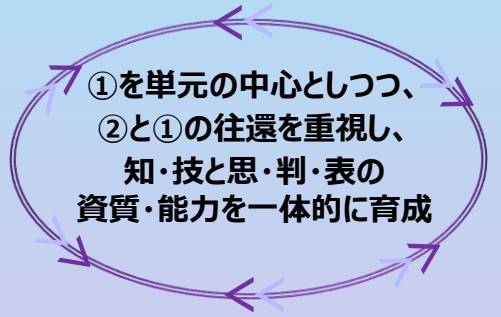 ①を単元の中心としつつ、
②と①の往還を重視し、
知・技と思・判・表の
資質・能力を一体的に育成